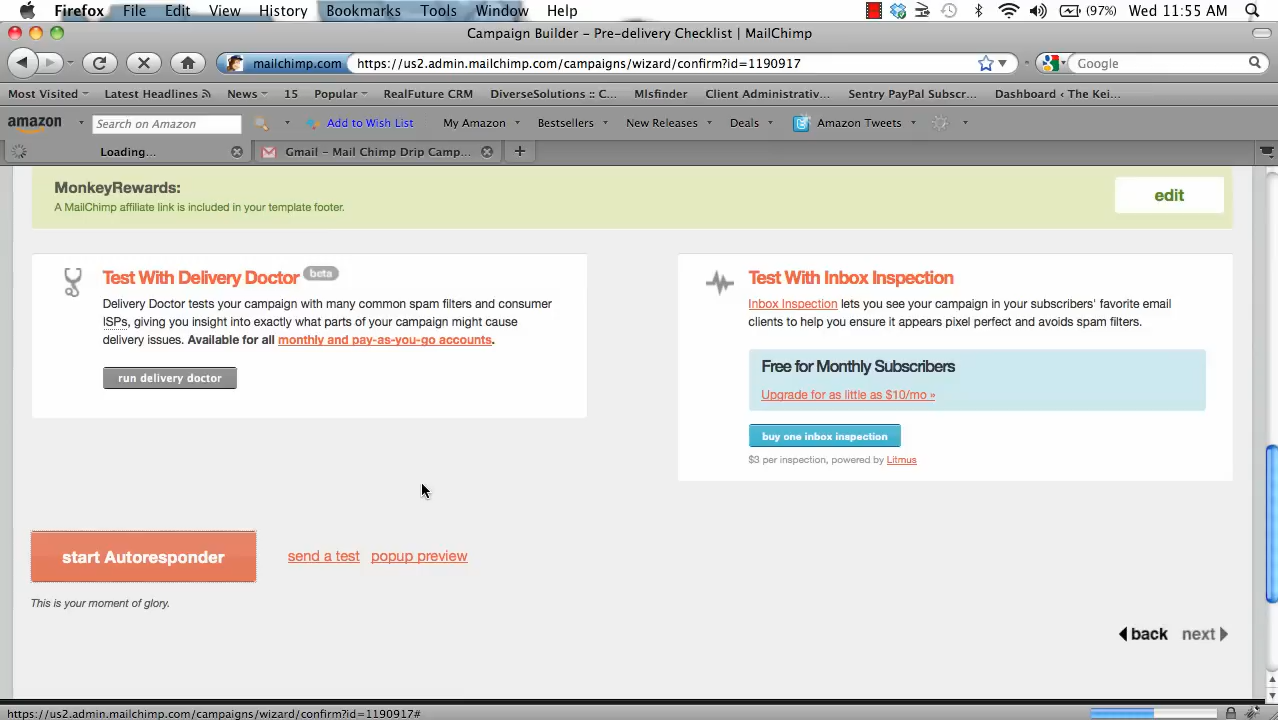 Firefox File Edit View History Bookmarks Tools Window Help (97%) Wed 11:55 AM
Campaign Builder – Pre-delivery Checklist | MailChimp
mailchimp.com https://us2.admin.mailchimp.com/campaigns/wizard/confirm?id=1190917 Google
Most Visited Latest Headlines News 15 Popular RealFuture CRM DiverseSolutions :: C... MIsfinder Client Administrativ... Sentry PayPal Subscr... Dashboard ‹ The Kei...
amazon Search on Amazon Add to Wish List My Amazon Bestsellers New Releases Deals Amazon Tweets
Loading... Gmail – Mail Chimp Drip Camp...
MonkeyRewards:
A MailChimp affiliate link is included in your template footer.
edit
Test With Delivery Doctor beta
Delivery Doctor tests your campaign with many common spam filters and consumer
ISPs, giving you insight into exactly what parts of your campaign might cause
delivery issues. Available for all monthly and pay-as-you-go accounts.
run delivery doctor
Test With Inbox Inspection
Inbox Inspection lets you see your campaign in your subscribers' favorite email
clients to help you ensure it appears pixel perfect and avoids spam filters.
Free for Monthly Subscribers
Upgrade for as little as $10/mo »
buy one inbox inspection
$3 per inspection, powered by Litmus
start Autoresponder send a test popup preview
This is your moment of glory.
back next
https://us2.admin.mailchimp.com/campaigns/wizard/confirm?id=1190917#